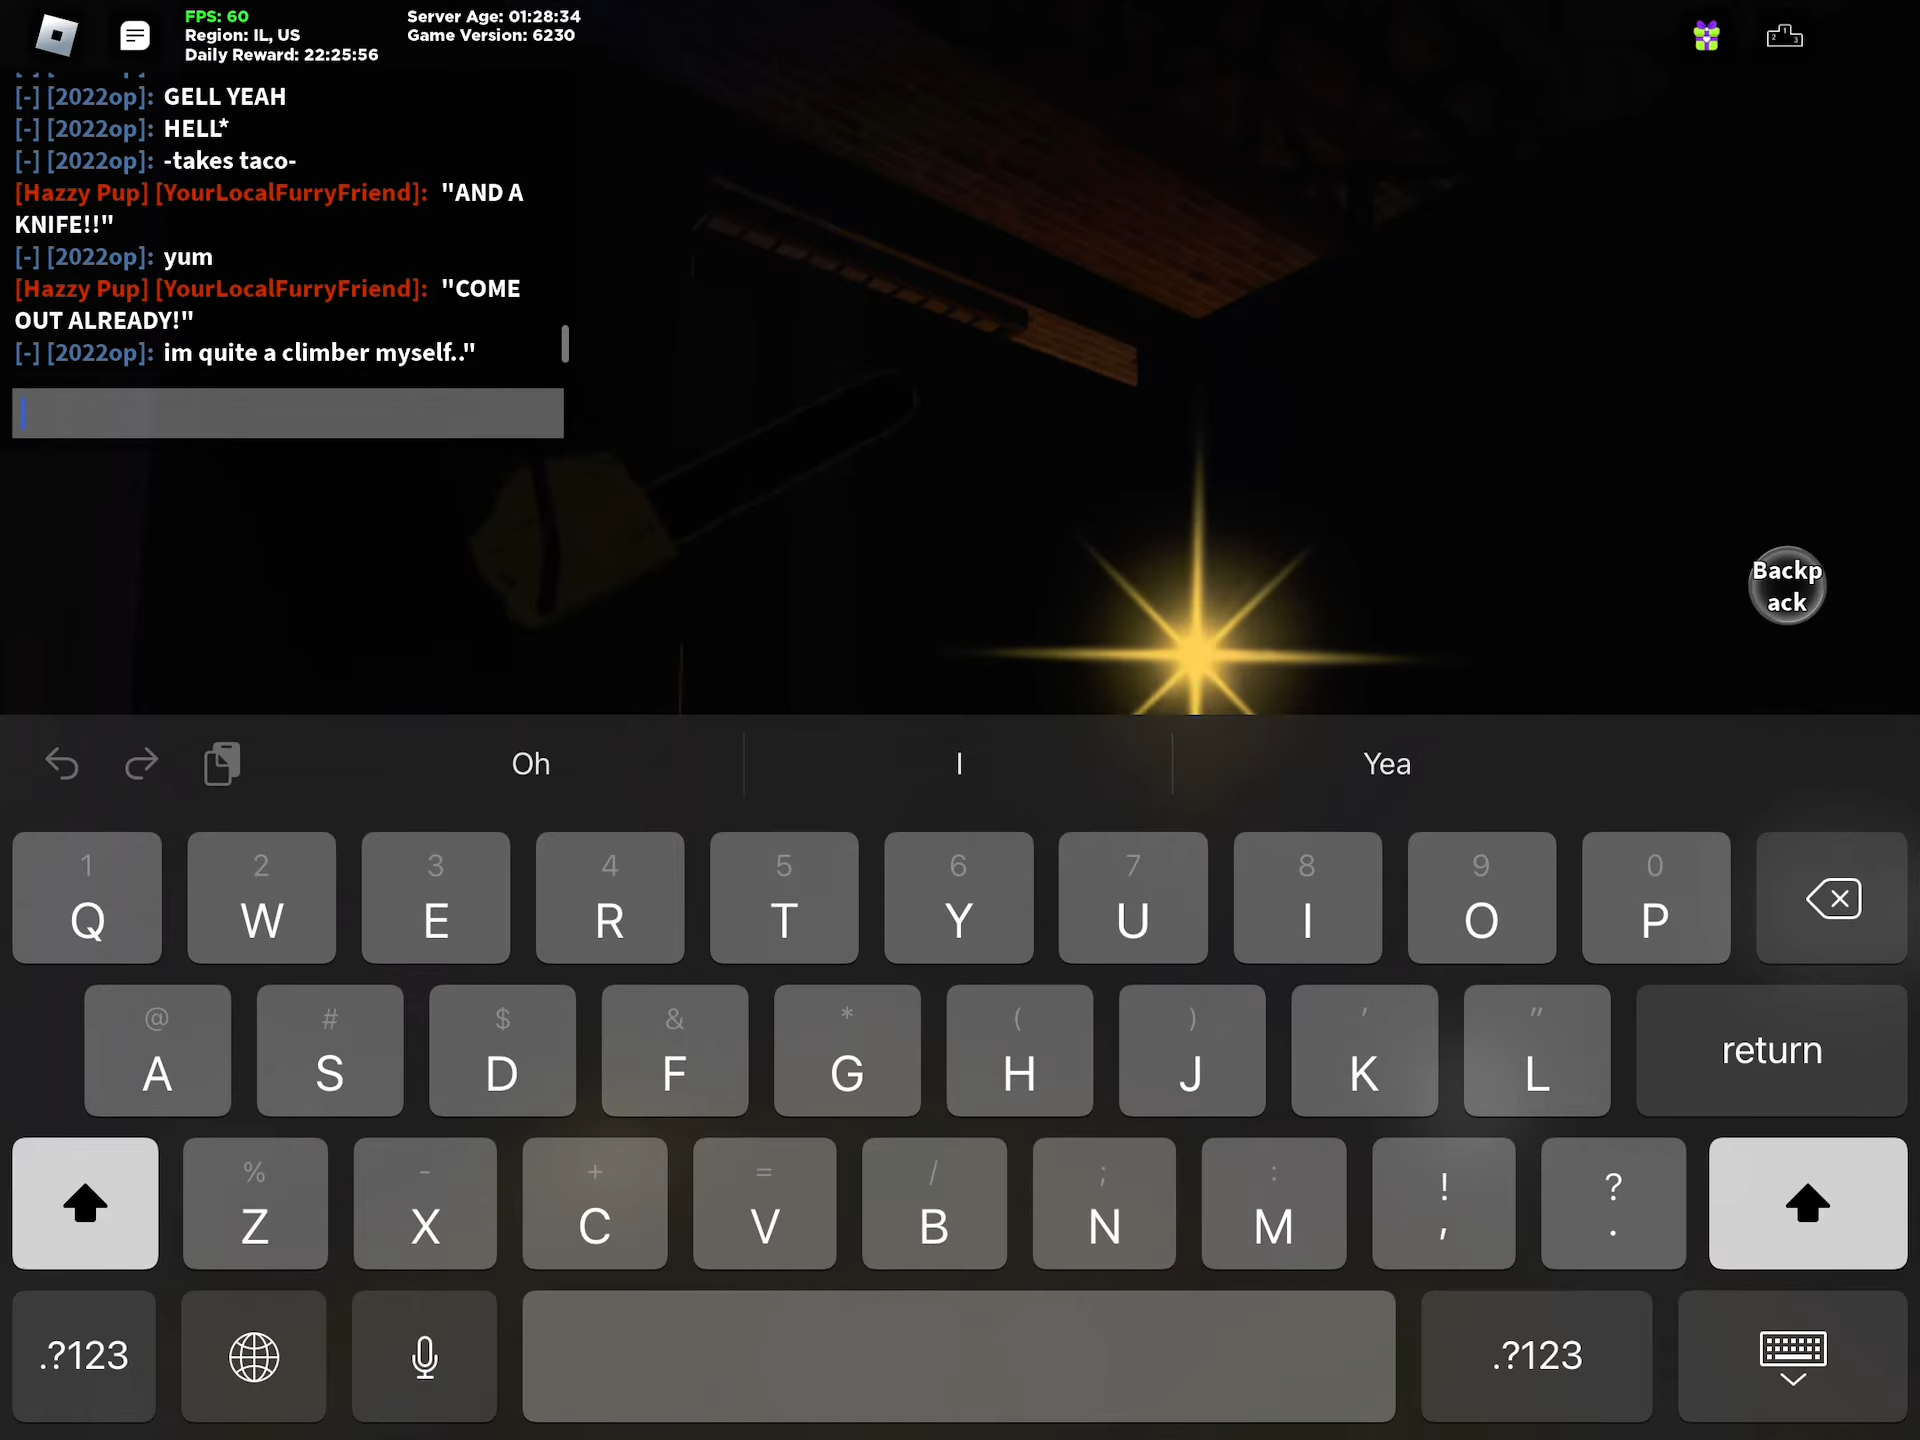 FPS: 60
Region: IL, US
Daily Reward: 22:25:56
Server Age: 01:28:34
Game Version: 6230
[-] [2022op]: GELL YEAH
[-] [2022op]: HELL*
[-] [2022op]: -takes taco-
[Hazzy Pup] [YourLocalFurryFriend]: "AND A
KNIFE!!"
[-] [2022op]: yum
[Hazzy Pup] [YourLocalFurryFriend]: "COME
OUT ALREADY!"
[-] [2022op]: im quite a climber myself.."
Backp
ack
Oh I Yea
1 2 3 4 5 6 7 8 9 0
Q W E R T Y U I O P
@ # $ & * ( ) ' "
A S D F G H J K L return
% - + = / ; : ! ?
Z X C V B N M , .
.?123 .?123